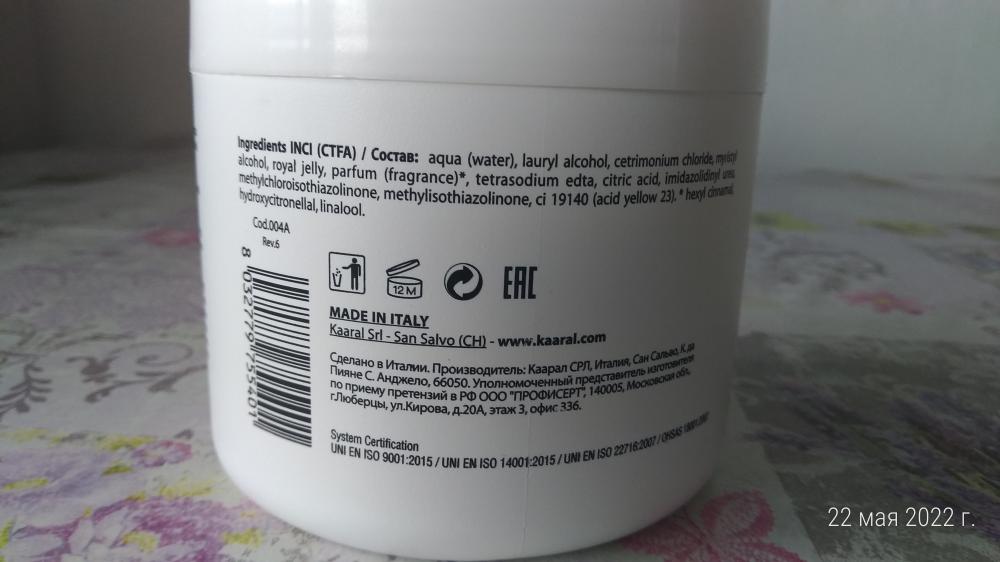 Ingredients INCI (CTFA) / Состав: aqua (water), lauryl alcohol, cetrimonium chloride, myristyl
alcohol, royal jelly, parfum (fragrance)*, tetrasodium edta, citric acid, imidazolidinyl urea,
methylchloroisothiazolinone, methylisothiazolinone, ci 19140 (acid yellow 23). * hexyl cinnamal,
hydroxycitronellal, linalool.
Cod.004A
Rev.6
8 032779 755401
12 M
EAC
MADE IN ITALY
Kaaral Srl - San Salvo (CH) - www.kaaral.com
Сделано в Италии. Производитель: Каарал СРЛ, Италия, Сан Сальво, К.да
Пияне С. Анджело, 66050. Уполномоченный представитель изготовителя
по приему претензий в РФ ООО "ПРОФИСЕРТ", 140005, Московская обл.,
г.Люберцы, ул.Кирова, д.20А, этаж 3, офис 336.
System Certification
UNI EN ISO 9001:2015 / UNI EN ISO 14001:2015 / UNI EN ISO 22716:2007 / OHSAS 18001:2007
22 мая 2022 г.